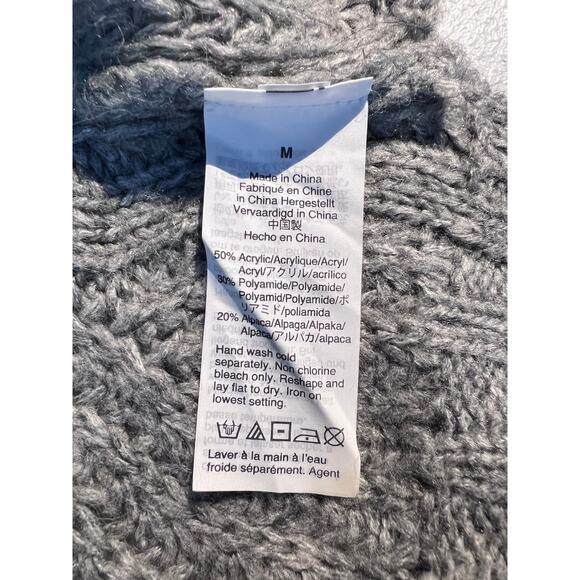 M
Made in China
Fabriqué en Chine
in China Hergestellt
Vervaardigd in China
中国製
Hecho en China
50% Acrylic/Acrylique/Acryl/
Acryl/アクリル/acrílico
30% Polyamide/Polyamide/
Polyamid/Polyamide/ポ
リアミド/poliamida
20% Alpaca/Alpaga/Alpaka/
Alpaca/アルパカ/alpaca
Hand wash cold
separately. Non chlorine
bleach only. Reshape and
lay flat to dry. Iron on
lowest setting.
Laver à la main à l'eau
froide séparément. Agent